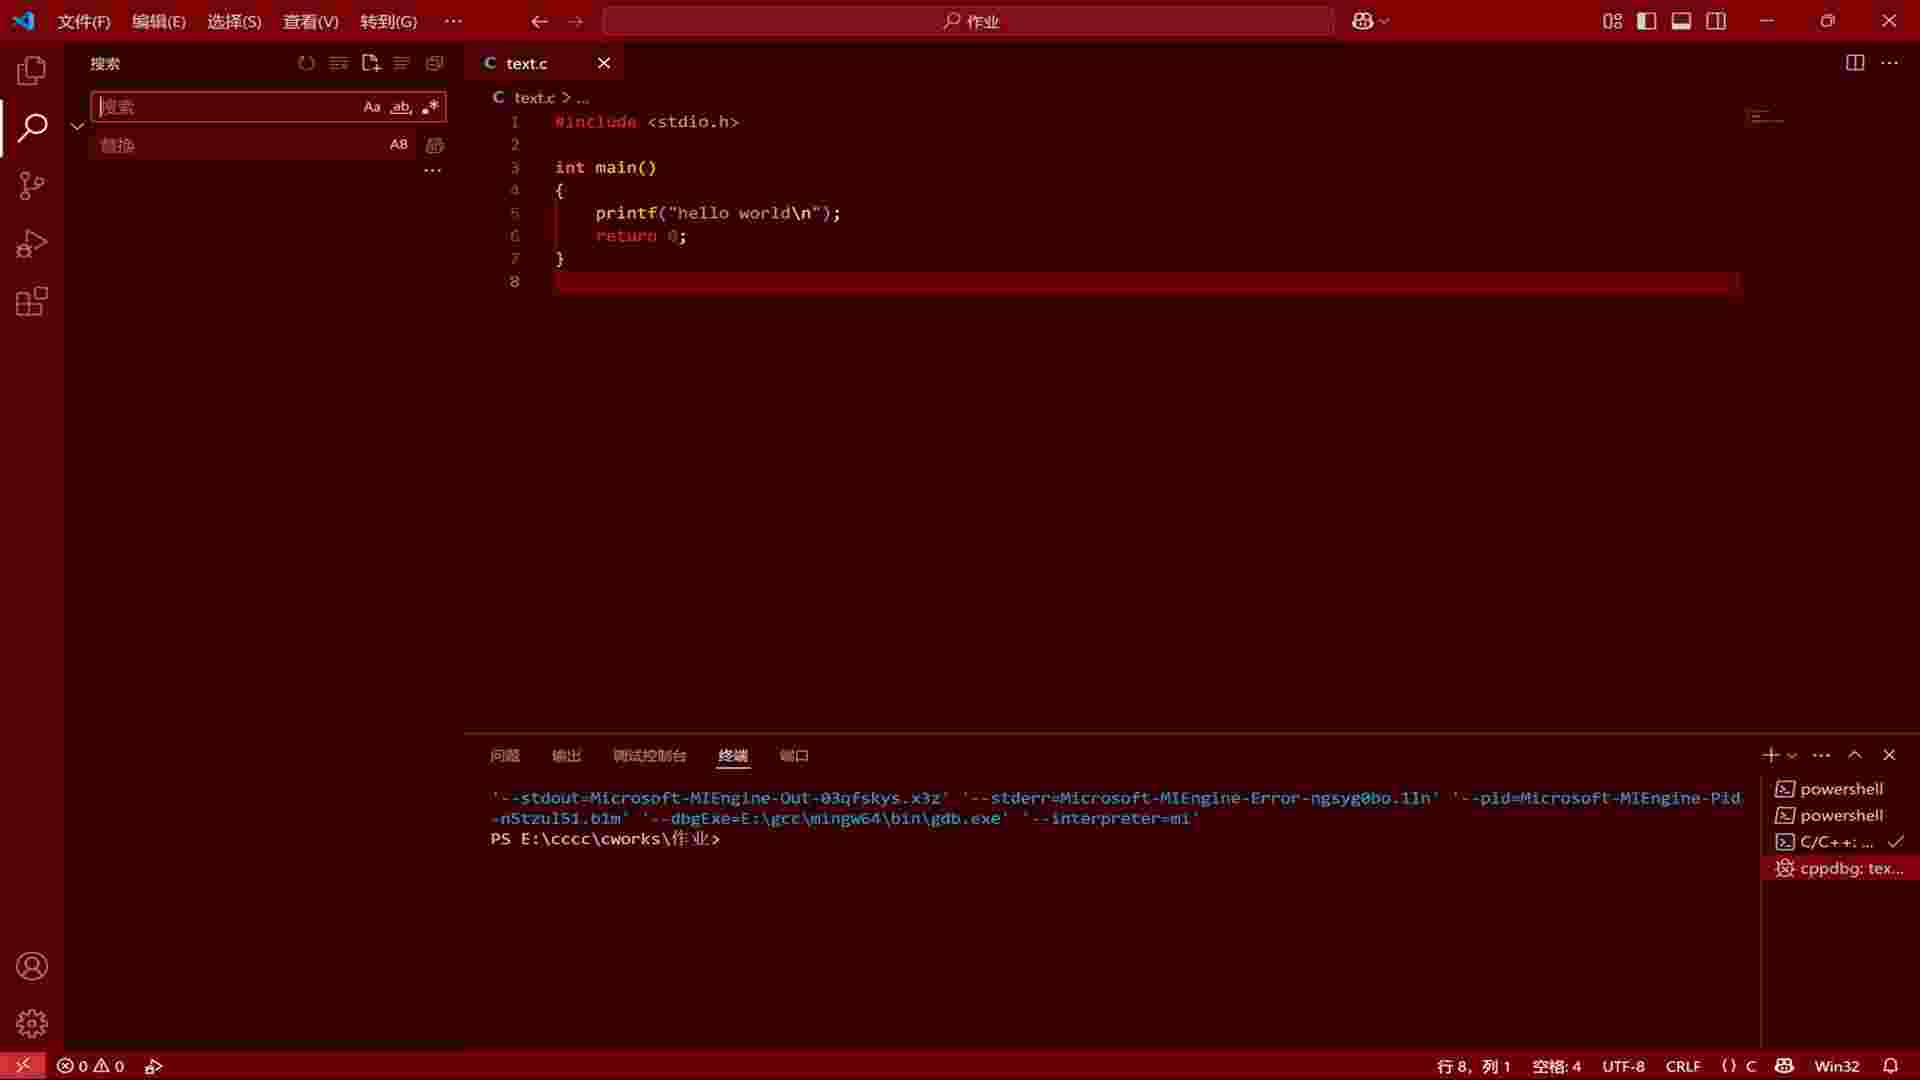 文件(F) 编辑(E) 选择(S) 查看(V) 转到(G) ··· 作业
搜索
搜索 Aa ab, .*
替换 AB
text.c
C text.c > ...
1 #include <stdio.h>
2
3 int main()
4 {
5     printf("hello world\n");
6     return 0;
7 }
8
问题 输出 调试控制台 终端 端口
'--stdout=Microsoft-MIEngine-Out-03qfskys.x3z' '--stderr=Microsoft-MIEngine-Error-ngsyg0bo.1ln' '--pid=Microsoft-MIEngine-Pid
-n5tzul51.b1m' '--dbgExe=E:\gcc\mingw64\bin\gdb.exe' '--interpreter=mi'
PS E:\cccc\cworks\作业>
powershell
powershell
C/C++: ...
cppdbg: tex...
0 0 行 8，列 1 空格: 4 UTF-8 CRLF {} C Win32